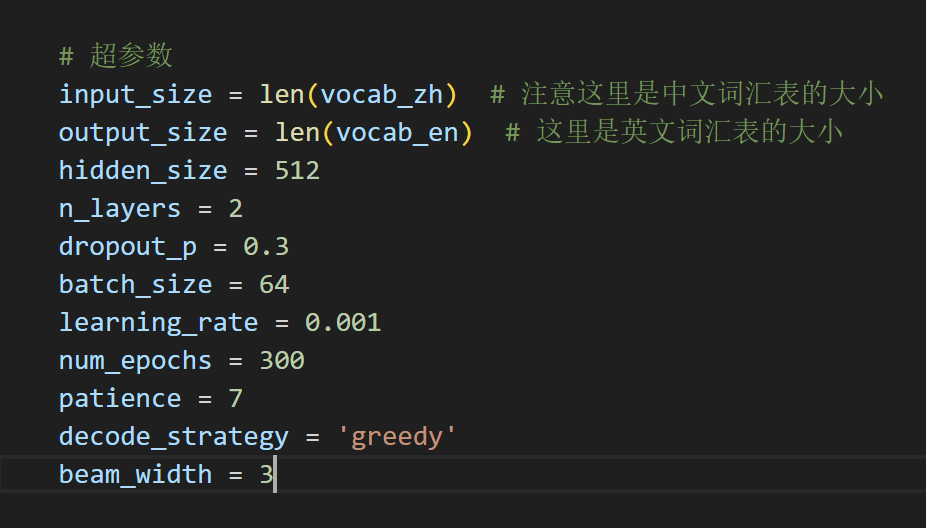 # 超参数
input_size = len(vocab_zh)  # 注意这里是中文词汇表的大小
output_size = len(vocab_en)  # 这里是英文词汇表的大小
hidden_size = 512
n_layers = 2
dropout_p = 0.3
batch_size = 64
learning_rate = 0.001
num_epochs = 300
patience = 7
decode_strategy = 'greedy'
beam_width = 3